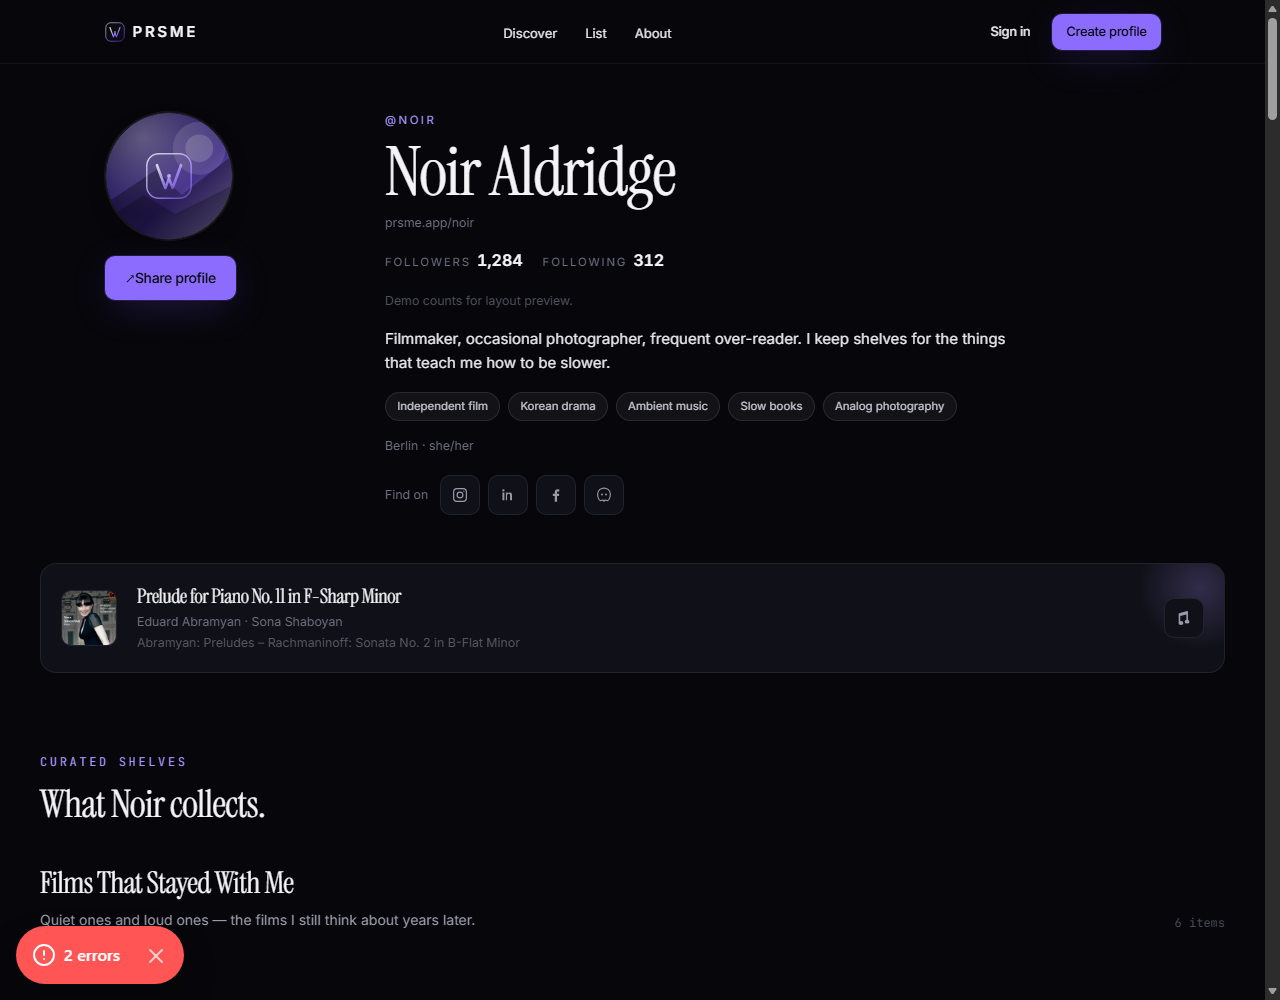 PRSME
Discover
List
About
Sign in
Create profile
@NOIR
Noir Aldridge
prsme.app/noir
FOLLOWERS 1,284 FOLLOWING 312
Demo counts for layout preview.
Filmmaker, occasional photographer, frequent over-reader. I keep shelves for the things
that teach me how to be slower.
Independent film
Korean drama
Ambient music
Slow books
Analog photography
Berlin · she/her
Find on
↗Share profile
Prelude for Piano No. 11 in F-Sharp Minor
Eduard Abramyan · Sona Shaboyan
Abramyan: Preludes – Rachmaninoff: Sonata No. 2 in B-Flat Minor
CURATED SHELVES
What Noir collects.
Films That Stayed With Me
Quiet ones and loud ones — the films I still think about years later.
6 items
2 errors